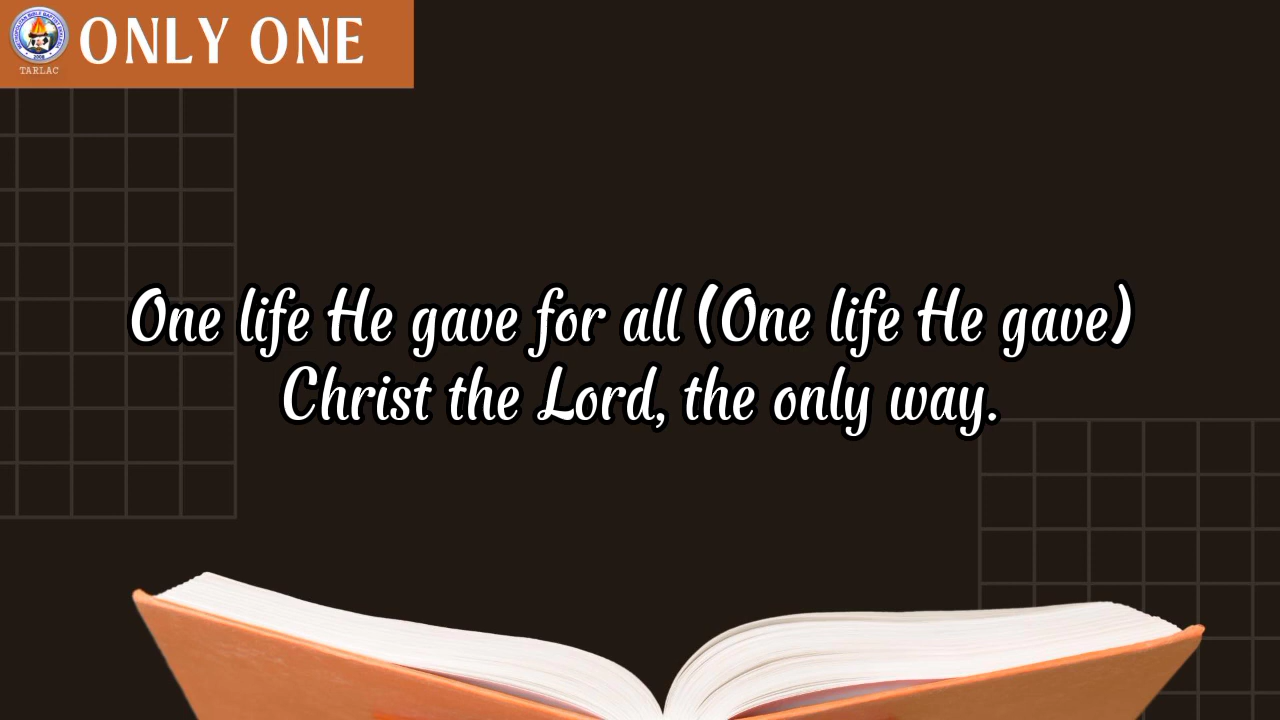 ONLY ONE
TARLAC
One life He gave for all (One life He gave)
Christ the Lord, the only way.